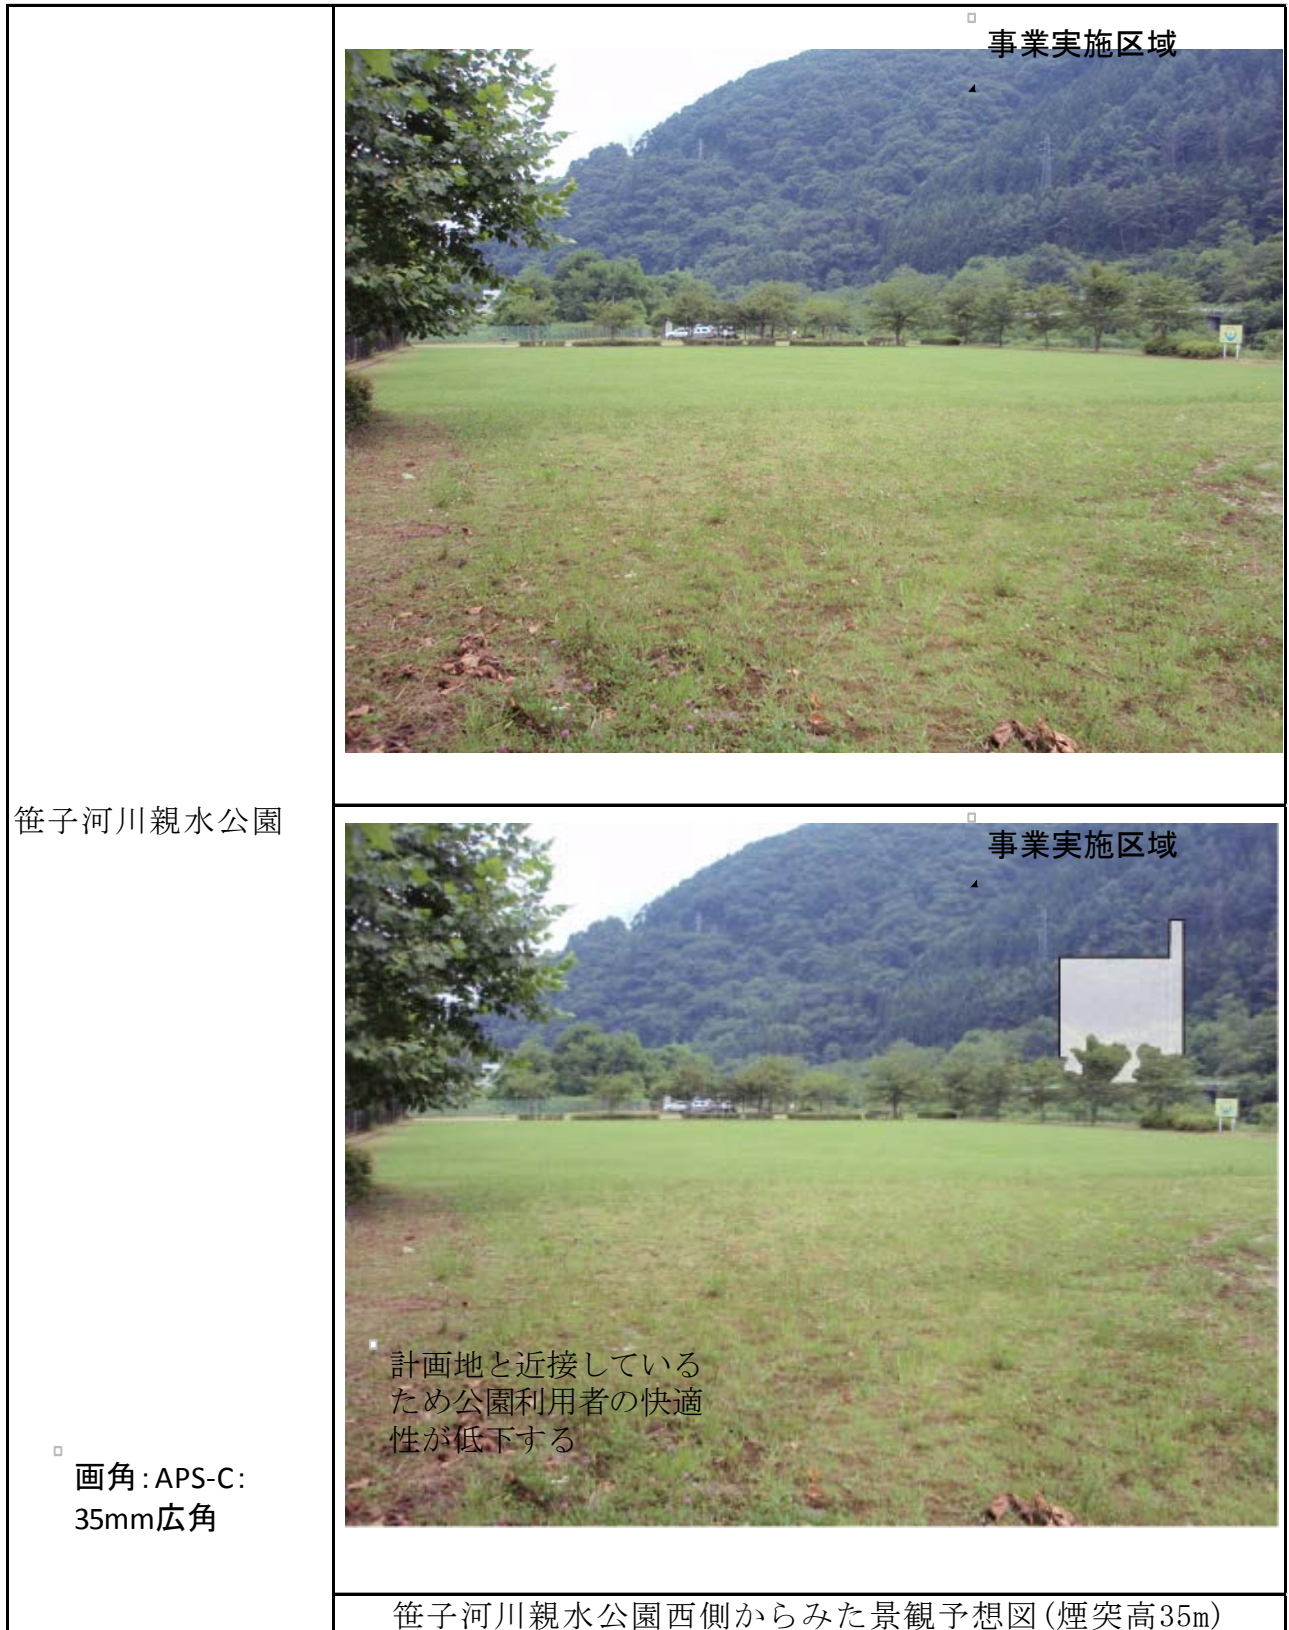 事業実施区域
笹子河川親水公園
事業実施区域
計画地と近接している
ため公園利用者の快適
性が低下する
画角:APS-C:
35mm広角
笹子河川親水公園西側からみた景観予想図(煙突高35m)